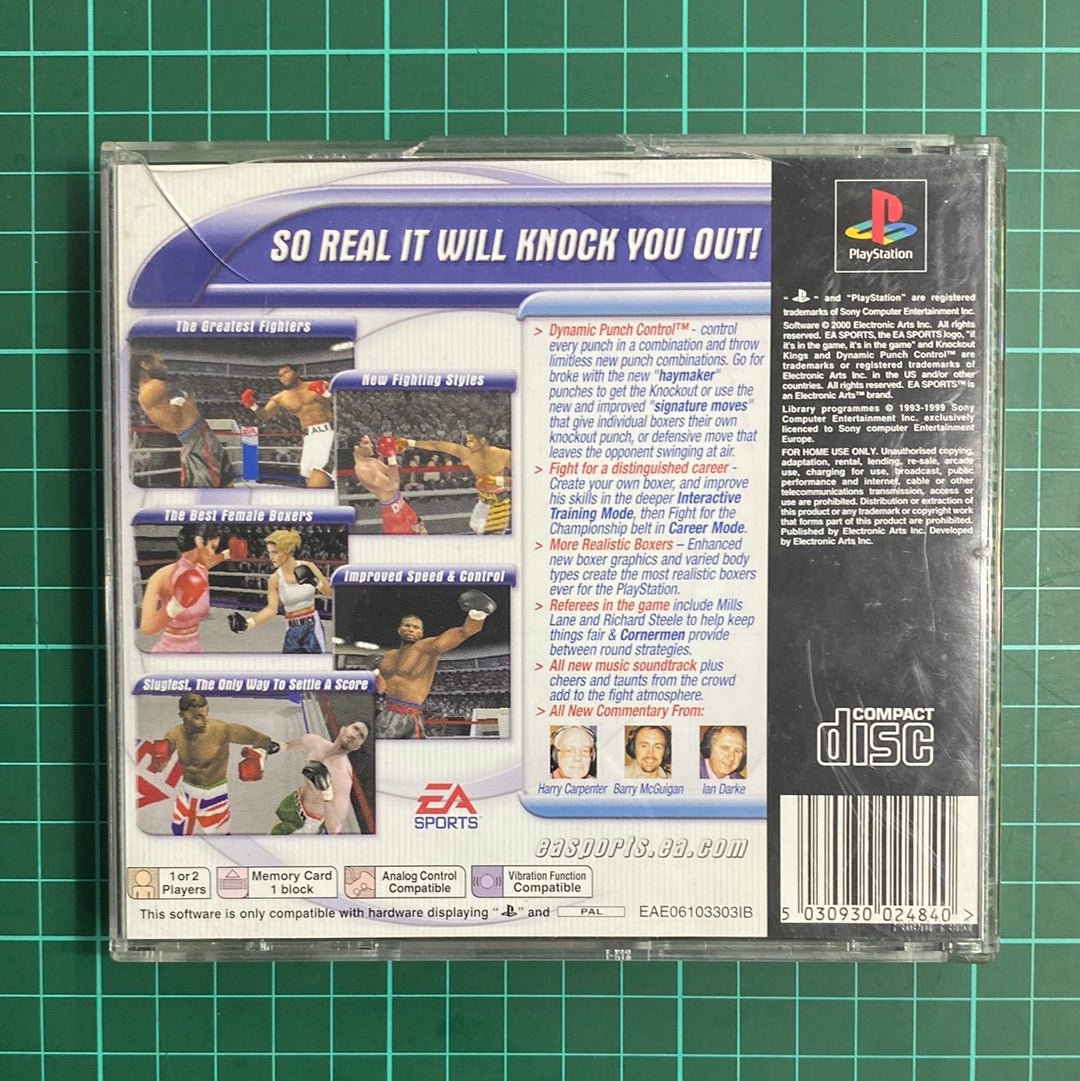 SO REAL IT WILL KNOCK YOU OUT!
The Greatest Fighters
ALI
New Fighting Styles
The Best Female Boxers
Improved Speed & Control
Slugfest. The Only Way To Settle A Score
> Dynamic Punch Control™ - control
every punch in a combination and throw
limitless new punch combinations. Go for
broke with the new "haymaker"
punches to get the Knockout or use the
new and improved "signature moves"
that give individual boxers their own
knockout punch, or defensive move that
leaves the opponent swinging at air.
> Fight for a distinguished career -
Create your own boxer, and improve
his skills in the deeper Interactive
Training Mode, then Fight for the
Championship belt in Career Mode.
> More Realistic Boxers – Enhanced
new boxer graphics and varied body
types create the most realistic boxers
ever for the PlayStation.
> Referees in the game include Mills
Lane and Richard Steele to help keep
things fair & Cornermen provide
between round strategies.
> All new music soundtrack plus
cheers and taunts from the crowd
add to the fight atmosphere.
> All New Commentary From:
Harry Carpenter Barry McGuigan Ian Darke
EA
SPORTS™
easports.ea.com
1 or 2
Players
Memory Card
1 block
Analog Control
Compatible
Vibration Function
Compatible
This software is only compatible with hardware displaying " " and PAL EAE06103303IB
PlayStation
" " and "PlayStation" are registered
trademarks of Sony Computer Entertainment Inc.
Software © 2000 Electronic Arts Inc. All rights
reserved. EA SPORTS, the EA SPORTS logo, "if
it's in the game, it's in the game" and Knockout
Kings and Dynamic Punch Control™ are
trademarks or registered trademarks of
Electronic Arts Inc. in the US and/or other
countries. All rights reserved. EA SPORTS™ is
an Electronic Arts™ brand.
Library programmes © 1993-1999 Sony
Computer Entertainment Inc. exclusively
licenced to Sony computer Entertainment
Europe.
FOR HOME USE ONLY. Unauthorised copying,
adaptation, rental, lending, re-sale, arcade
use, charging for use, broadcast, public
performance and internet, cable or other
telecommunications transmission, access or
use are prohibited. Distribution or extraction of
this product or any trademark or copyright work
that forms part of this product are prohibited.
Published by Electronic Arts Inc. Developed
by Electronic Arts Inc.
COMPACT
disc
5 030930 024840 >